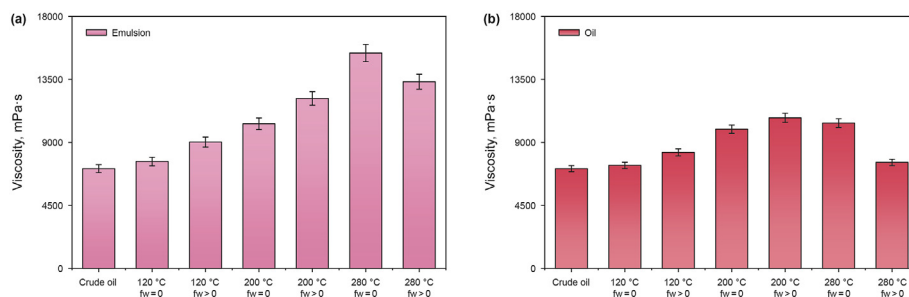 (a)
Emulsion
Viscosity, mPa·s
18000
13500
9000
4500
0
Crude oil
120 °C
fw = 0
120 °C
fw > 0
200 °C
fw = 0
200 °C
fw > 0
280 °C
fw = 0
280 °C
fw > 0
(b)
Oil
Viscosity, mPa·s
18000
13500
9000
4500
0
Crude oil
120 °C
fw = 0
120 °C
fw > 0
200 °C
fw = 0
200 °C
fw > 0
280 °C
fw = 0
280 °C
fw > 0